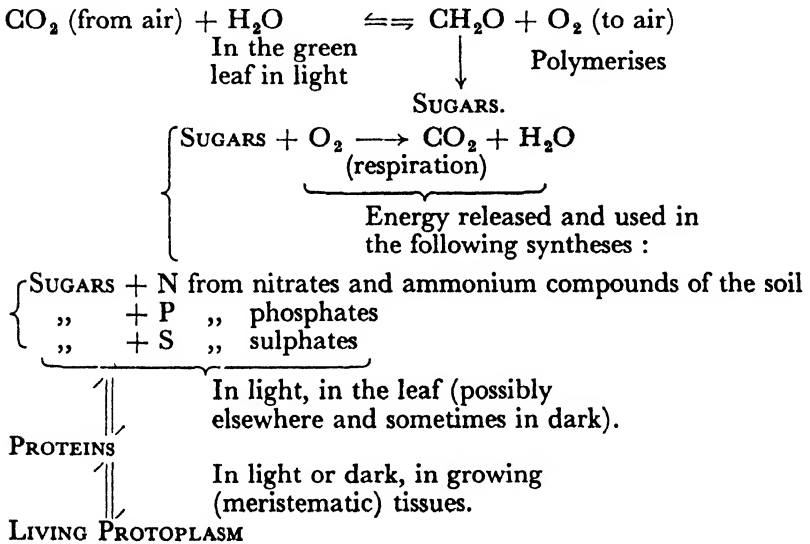 CO₂ (from air) + H₂O ⇌ CH₂O + O₂ (to air)
In the green
leaf in light
Polymerises
SUGARS.
SUGARS + O₂ → CO₂ + H₂O
(respiration)
Energy released and used in
the following syntheses :
SUGARS + N from nitrates and ammonium compounds of the soil
„ + P „ phosphates
„ + S „ sulphates
In light, in the leaf (possibly
elsewhere and sometimes in dark).
PROTEINS
In light or dark, in growing
(meristematic) tissues.
LIVING PROTOPLASM